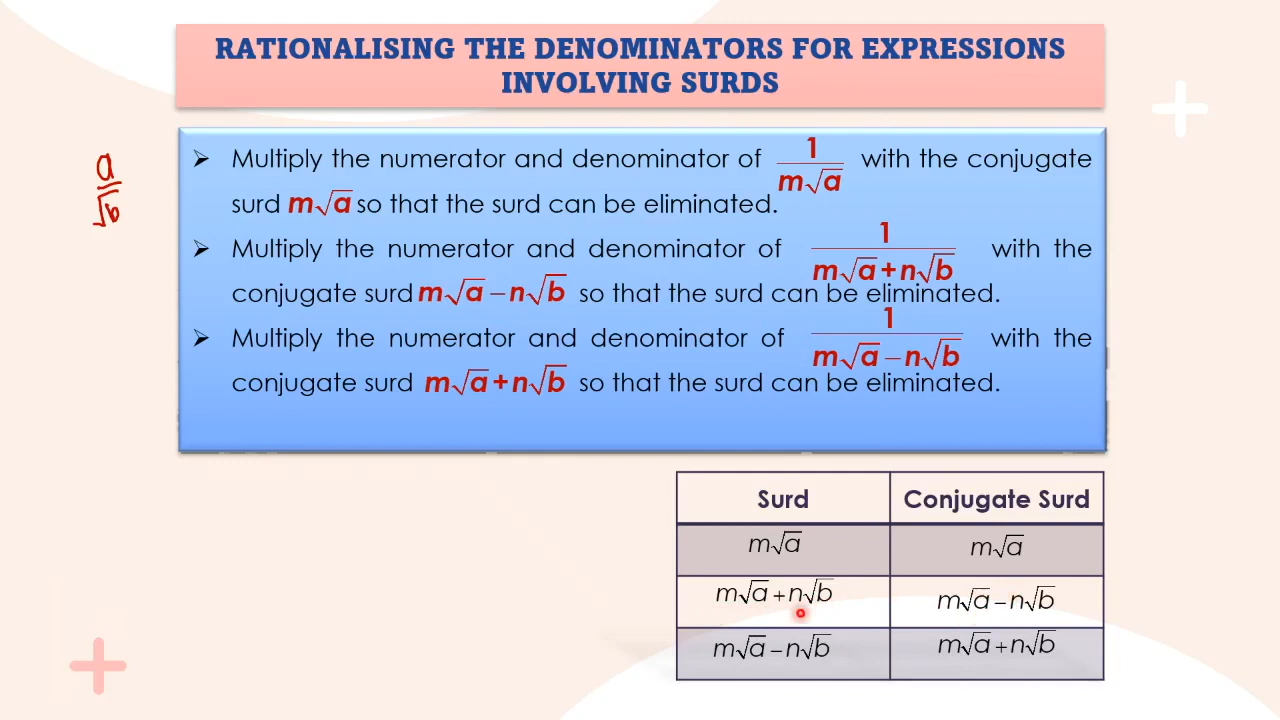 RATIONALISING THE DENOMINATORS FOR EXPRESSIONS
INVOLVING SURDS
➢ Multiply the numerator and denominator of 1/(m√a) with the conjugate
surd m√a so that the surd can be eliminated.
➢ Multiply the numerator and denominator of 1/(m√a+n√b) with the
conjugate surd m√a−n√b so that the surd can be eliminated.
➢ Multiply the numerator and denominator of 1/(m√a−n√b) with the
conjugate surd m√a+n√b so that the surd can be eliminated.
Surd Conjugate Surd
m√a m√a
m√a+n√b m√a−n√b
m√a−n√b m√a+n√b